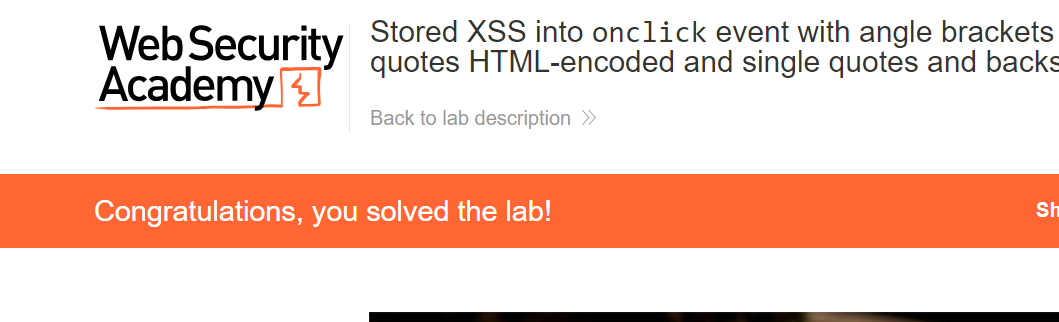 Web Security
Academy
Stored XSS into onclick event with angle brackets
quotes HTML-encoded and single quotes and backs
Back to lab description
Congratulations, you solved the lab!
Sh